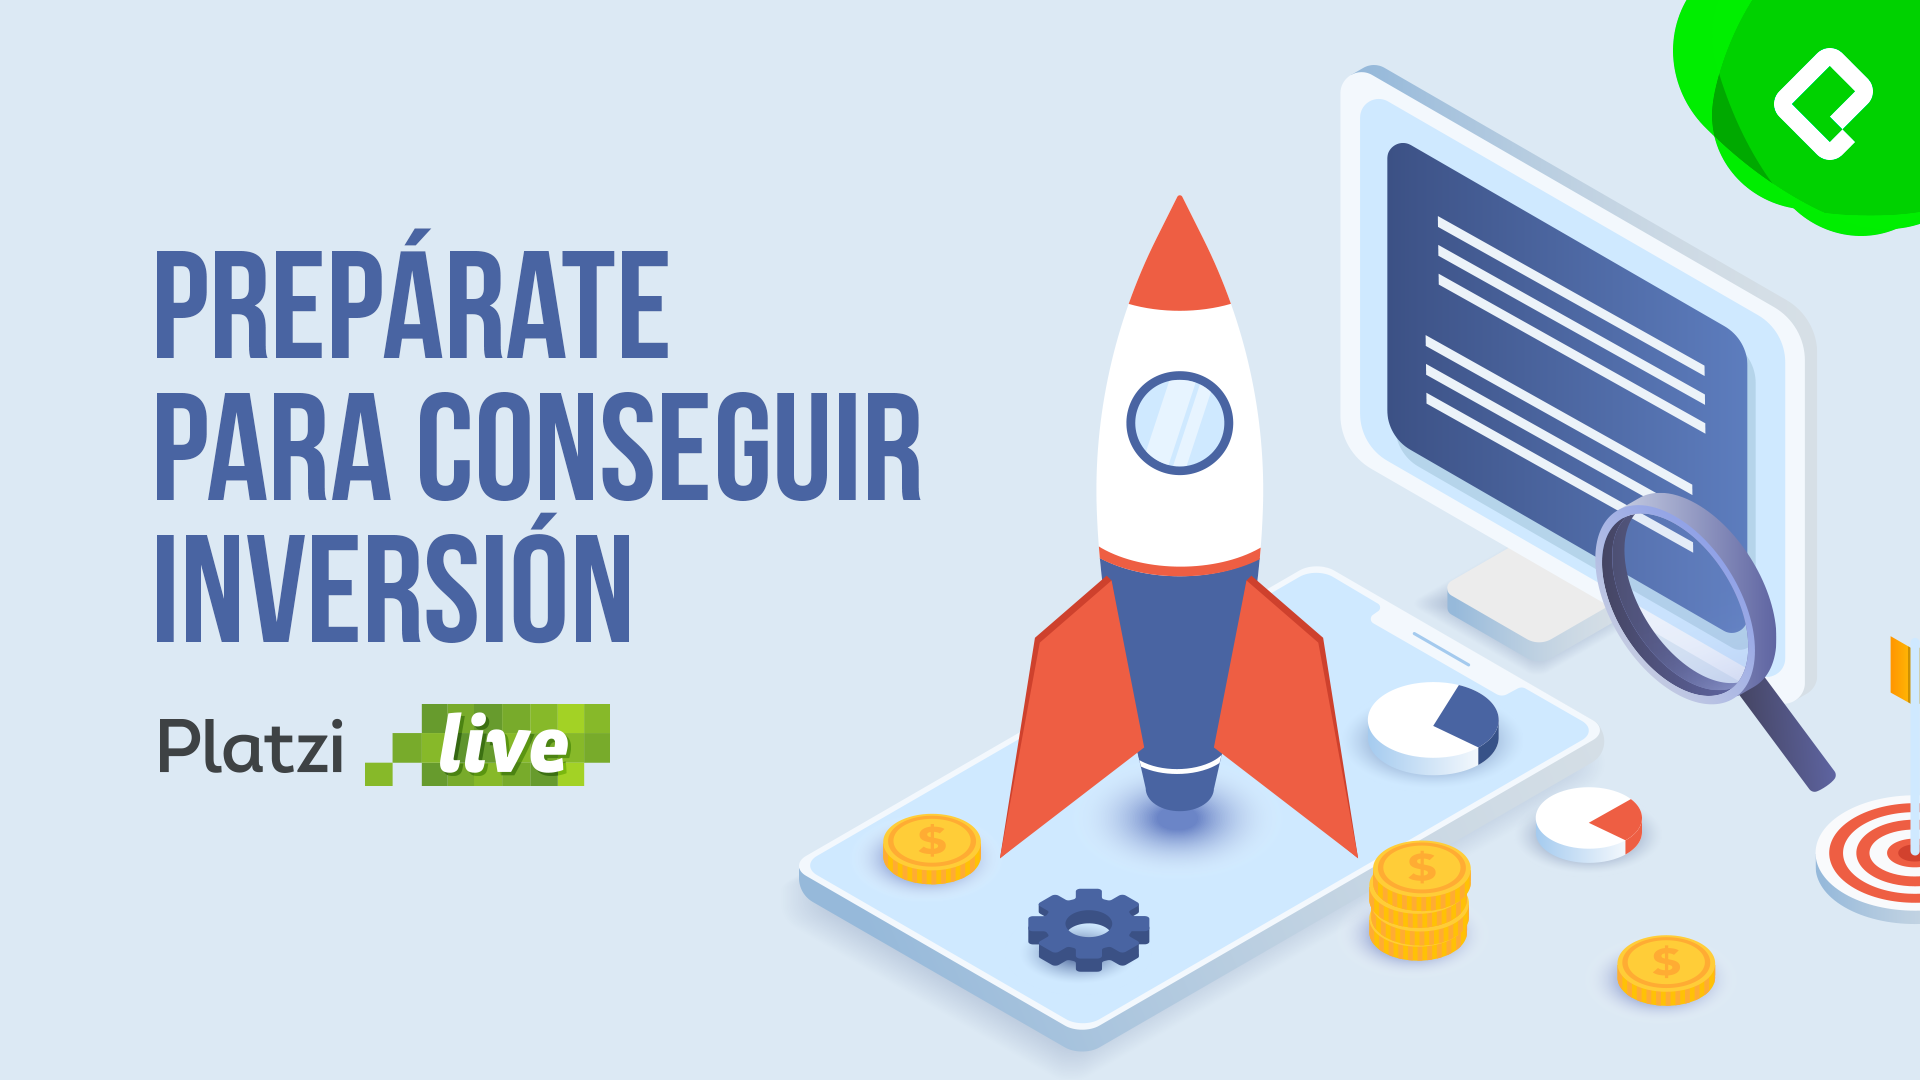 PREPÁRATE
PARA CONSEGUIR
INVERSIÓN
Platzi live
$
$
$